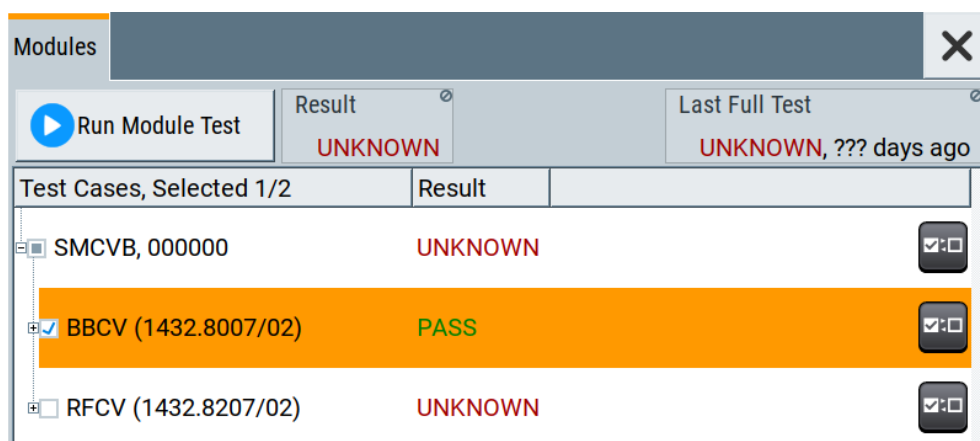 Modules
Run Module Test
Result
UNKNOWN
Last Full Test
UNKNOWN, ??? days ago
Test Cases, Selected 1/2 Result
SMCVB, 000000 UNKNOWN
BBCV (1432.8007/02) PASS
RFCV (1432.8207/02) UNKNOWN